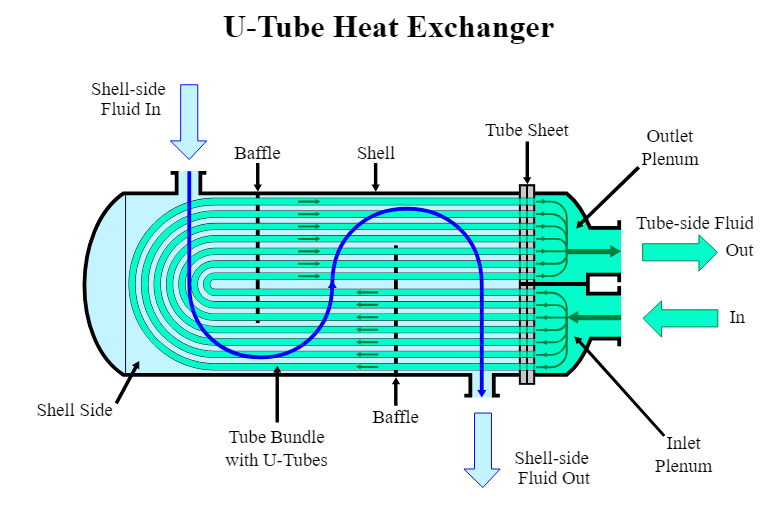 U-Tube Heat Exchanger
Shell-side
Fluid In
Baffle
Shell
Tube Sheet
Outlet
Plenum
Tube-side Fluid
Out
In
Shell Side
Tube Bundle
with U-Tubes
Baffle
Shell-side
Fluid Out
Inlet
Plenum